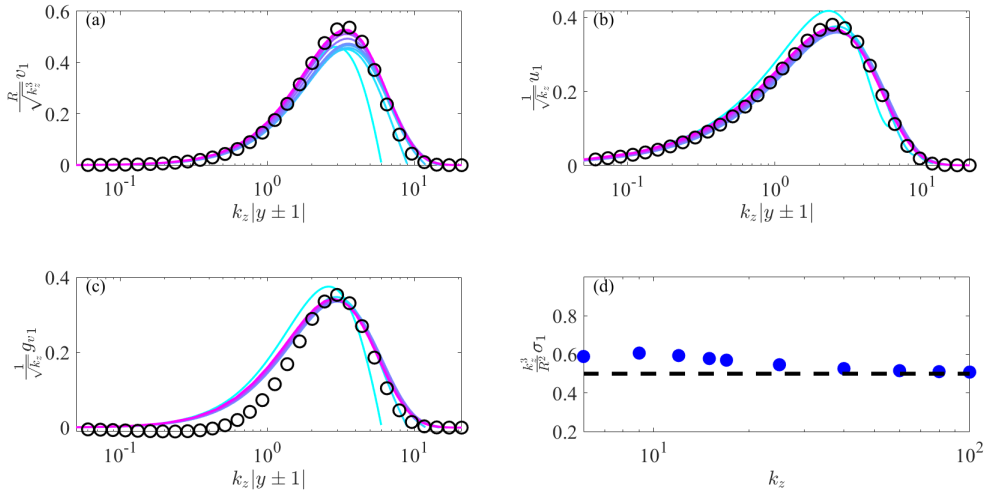 (a)
0.6
0.4
0.2
0
R/√k_z^3 v_1
10^-1 10^0 10^1
k_z|y ± 1|
(b)
0.4
0.2
0
1/√k_z u_1
10^-1 10^0 10^1
k_z|y ± 1|
(c)
0.4
0.2
0
1/√k_z g_{v1}
10^-1 10^0 10^1
k_z|y ± 1|
(d)
0.8
0.6
0.4
0.2
k_z^3/R^2 σ_1
10^1 10^2
k_z